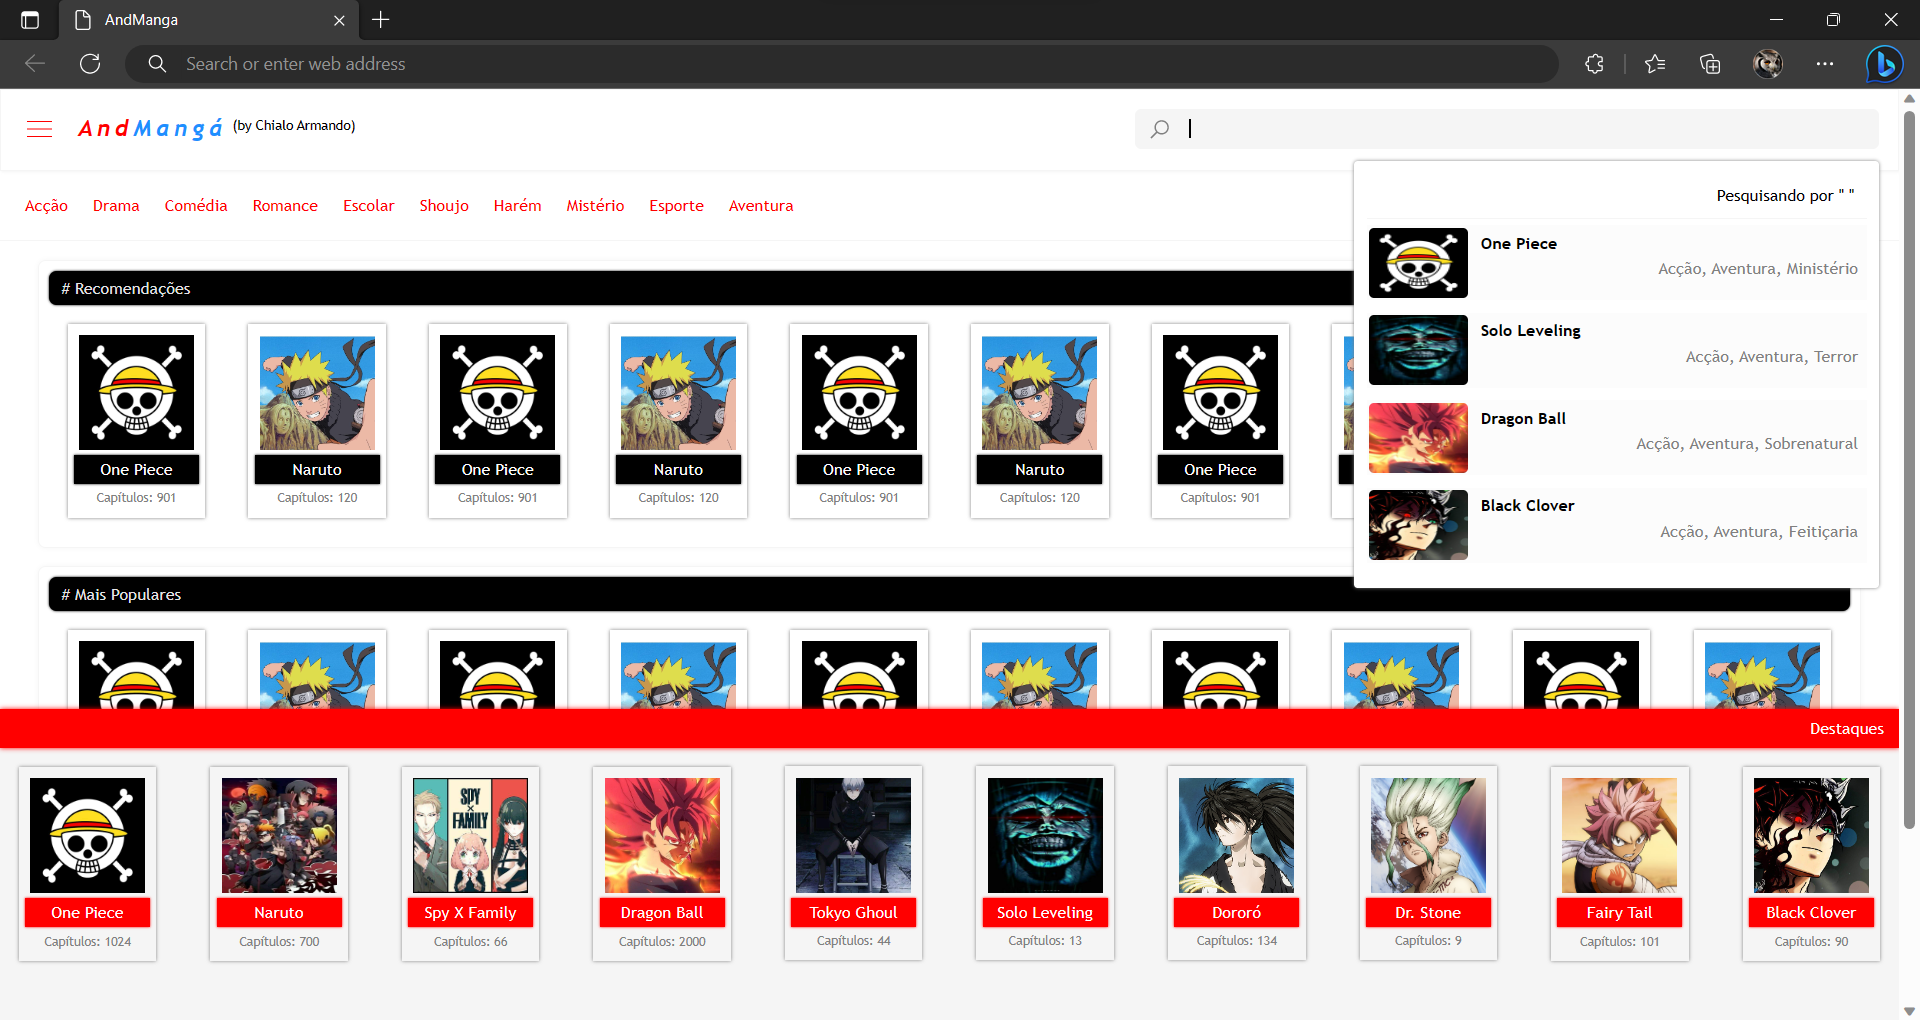 AndManga
Search or enter web address
AndMangá (by Chialo Armando)
Acção Drama Comédia Romance Escolar Shoujo Harém Mistério Esporte Aventura
Pesquisando por " "
One Piece
Acção, Aventura, Ministério
Solo Leveling
Acção, Aventura, Terror
Dragon Ball
Acção, Aventura, Sobrenatural
Black Clover
Acção, Aventura, Feitiçaria
# Recomendações
One Piece Naruto One Piece Naruto One Piece Naruto One Piece
Capítulos: 901 Capítulos: 120 Capítulos: 901 Capítulos: 120 Capítulos: 901 Capítulos: 120 Capítulos: 901
# Mais Populares
Destaques
SPY
×
FAMILY
One Piece Naruto Spy X Family Dragon Ball Tokyo Ghoul Solo Leveling Dororó Dr. Stone Fairy Tail Black Clover
Capítulos: 1024 Capítulos: 700 Capítulos: 66 Capítulos: 2000 Capítulos: 44 Capítulos: 13 Capítulos: 134 Capítulos: 9 Capítulos: 101 Capítulos: 90